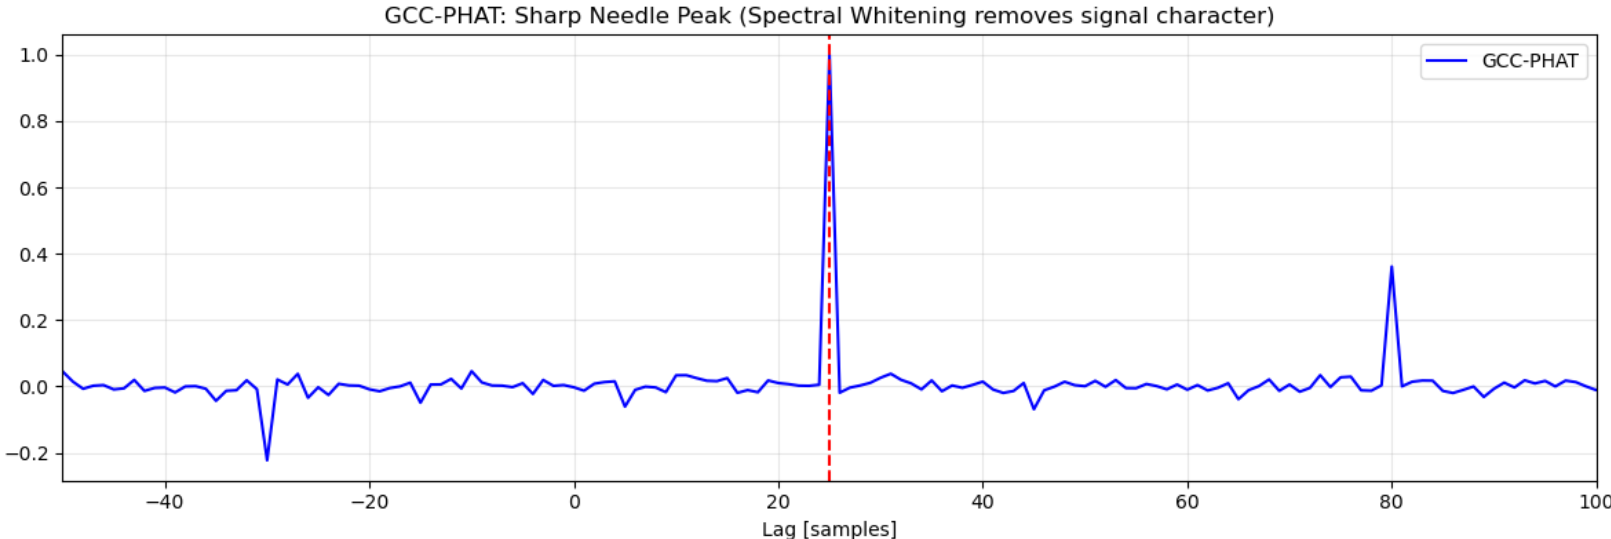 GCC-PHAT: Sharp Needle Peak (Spectral Whitening removes signal character)
1.0
0.8
0.6
0.4
0.2
0.0
−0.2
GCC-PHAT
−40 −20 0 20 40 60 80 100
Lag [samples]